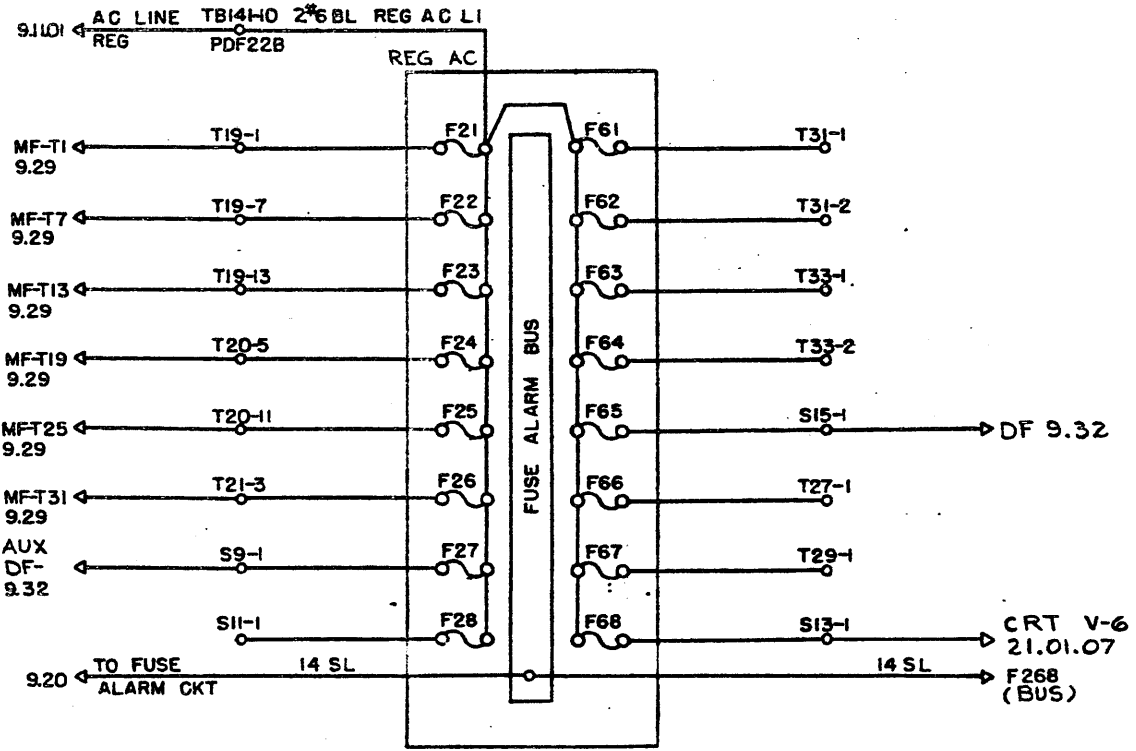 AC LINE TB141-10 2#6BL REG AC L1
9.11.01 REG PDF22B
REG AC
MF-T1 T19-1 F21 F61 T31-1
9.29
MF-T7 T19-7 F22 F62 T31-2
9.29
MF-T13 T19-13 F23 F63 T33-1
9.29
MF-T19 T20-5 F24 F64 T33-2
9.29
MF-T25 T20-11 F25 F65 S15-1 DF 9.32
9.29
MF-T31 T21-3 F26 F66 T27-1
9.29
AUX
DF- S9-1 F27 F67 T29-1
9.32
S11-1 F28 F68 S13-1 CRT V-6
21.01.07
FUSE ALARM BUS
9.20 TO FUSE 14 SL 14 SL F268
ALARM CKT (BUS)